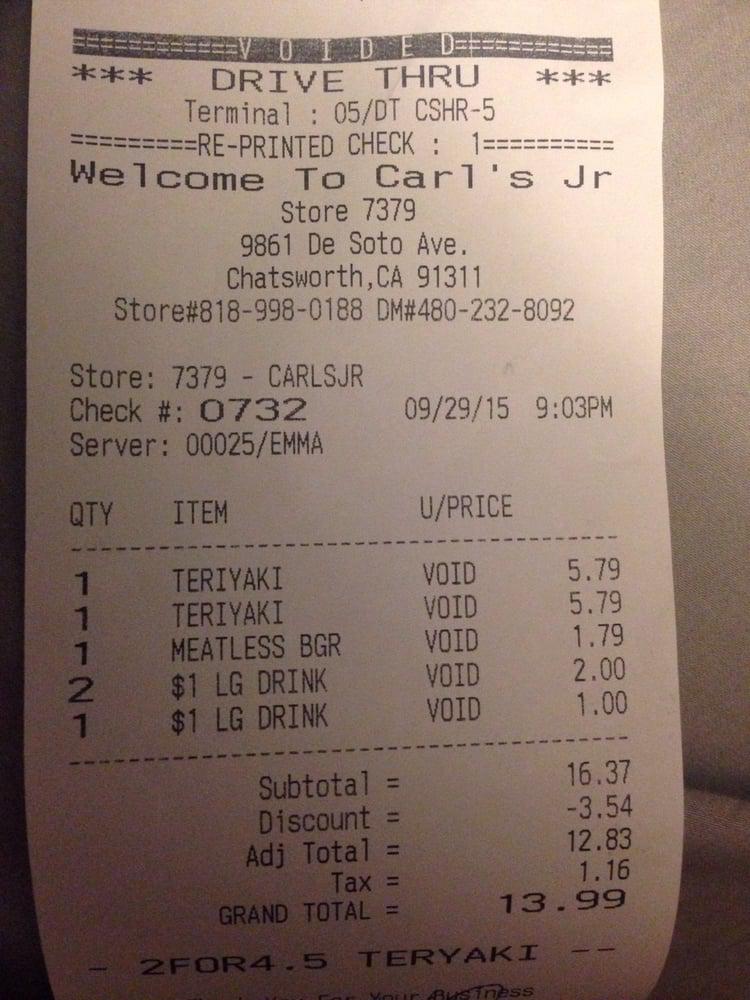 ==========V O I D E D==========
*** DRIVE THRU ***
Terminal : 05/DT CSHR-5
=========RE-PRINTED CHECK : 1==========
Welcome To Carl's Jr
Store 7379
9861 De Soto Ave.
Chatsworth,CA 91311
Store#818-998-0188 DM#480-232-8092
Store: 7379 - CARLSJR
Check #: 0732 09/29/15 9:03PM
Server: 00025/EMMA
QTY ITEM U/PRICE
1 TERIYAKI VOID 5.79
1 TERIYAKI VOID 5.79
1 MEATLESS BGR VOID 1.79
2 $1 LG DRINK VOID 2.00
1 $1 LG DRINK VOID 1.00
Subtotal = 16.37
Discount = -3.54
Adj Total = 12.83
Tax = 1.16
GRAND TOTAL = 13.99
- 2FOR4.5 TERYAKI --
For Your Business